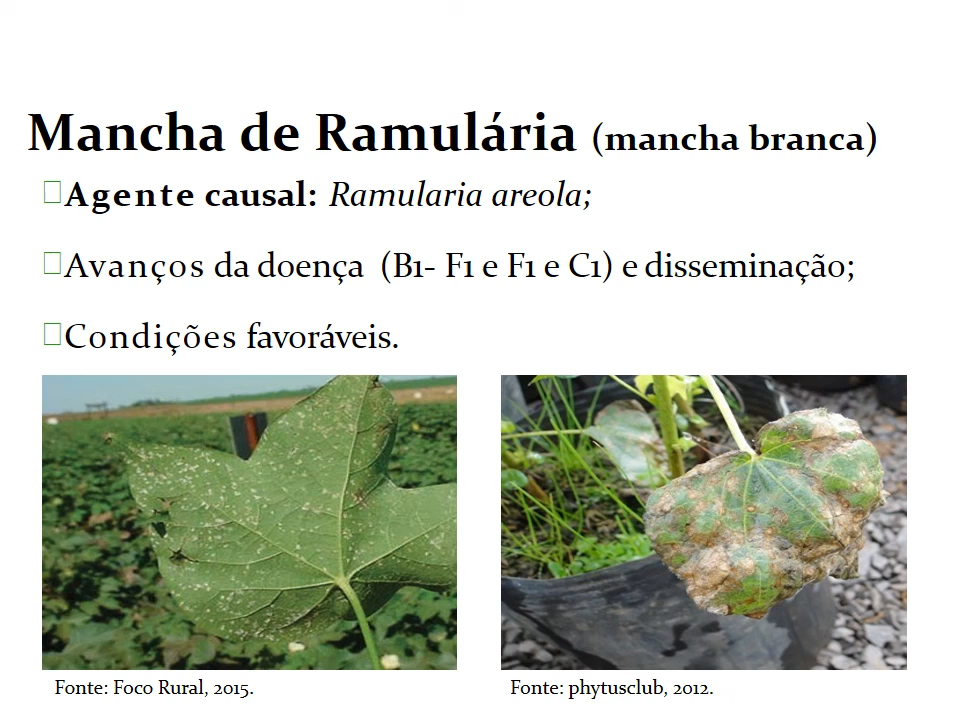 Mancha de Ramulária (mancha branca)
Agente causal: Ramularia areola;
Avanços da doença (B1- F1 e F1 e C1) e disseminação;
Condições favoráveis.
Fonte: Foco Rural, 2015.
Fonte: phytusclub, 2012.